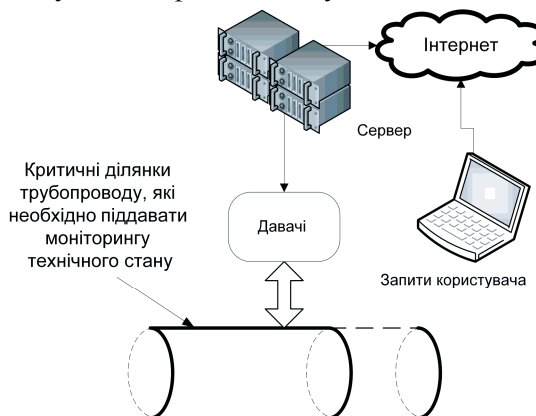 Інтернет
Сервер
Критичні ділянки
трубопроводу, які
необхідно піддавати
моніторингу
технічного стану
Давачі
Запити користувача